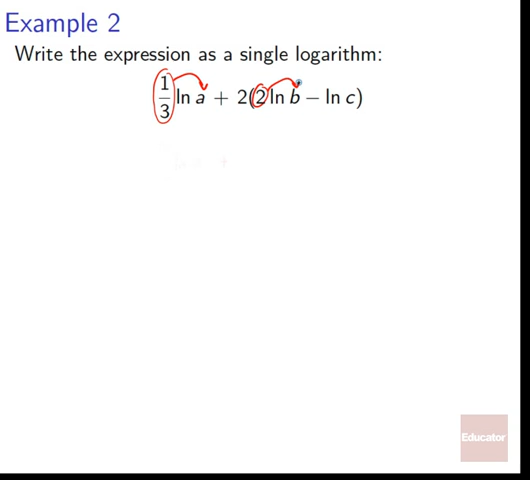 Example 2
Write the expression as a single logarithm:
1/3 ln a + 2(2 ln b − ln c)
Educator